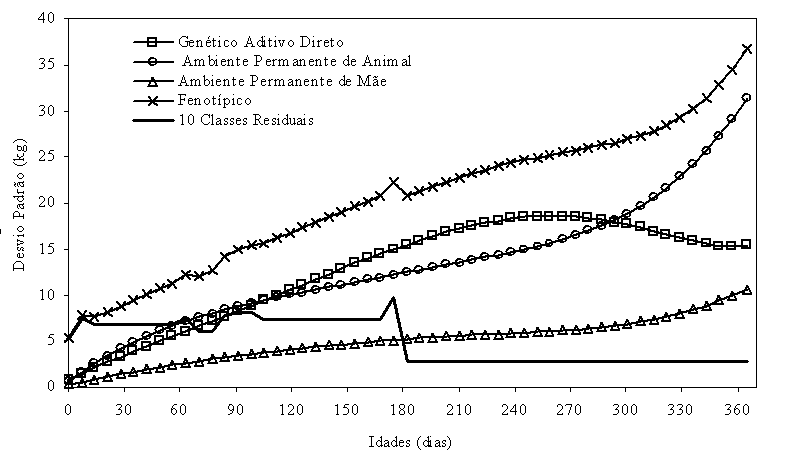 40
35
30
25
20
15
10
5
0
Desvio Padrão (kg)
Genético Aditivo Direto
Ambiente Permanente de Animal
Ambiente Permanente de Mãe
Fenotípico
10 Classes Residuais
0 30 60 90 120 150 180 210 240 270 300 330 360
Idades (dias)